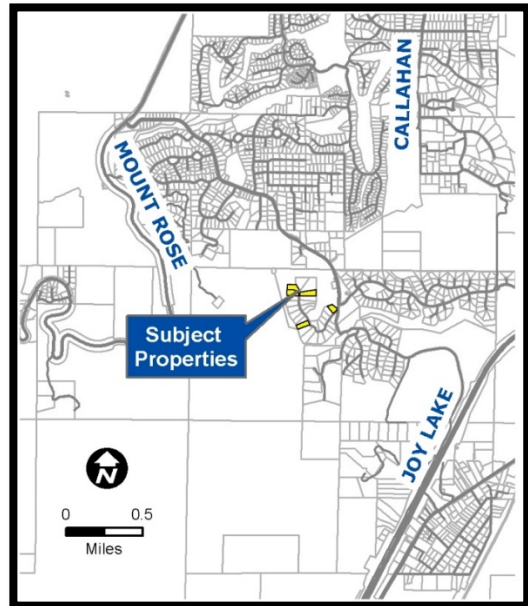 CALLAHAN
MOUNT ROSE
Subject
Properties
JOY LAKE
N
0 0.5
Miles